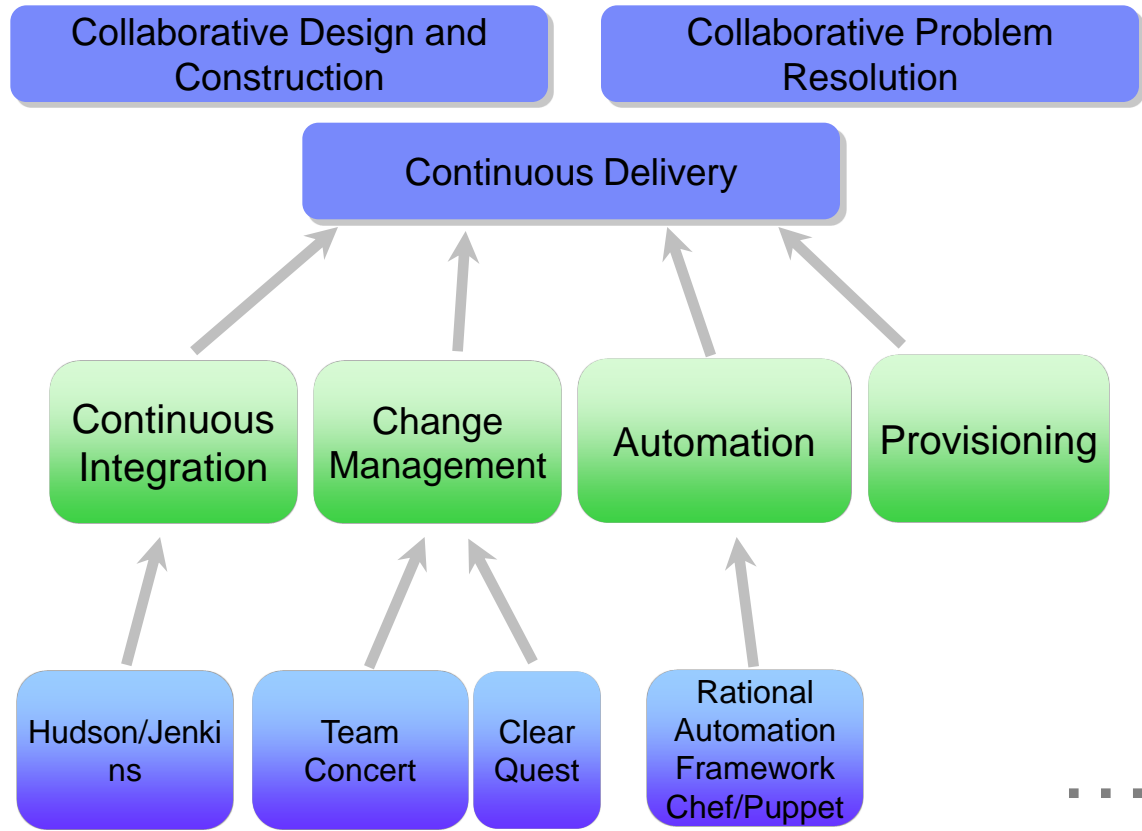 Collaborative Design and
Construction
Collaborative Problem
Resolution
Continuous Delivery
Continuous
Integration
Change
Management
Automation
Provisioning
Hudson/Jenki
ns
Team
Concert
Clear
Quest
Rational
Automation
Framework
Chef/Puppet
....